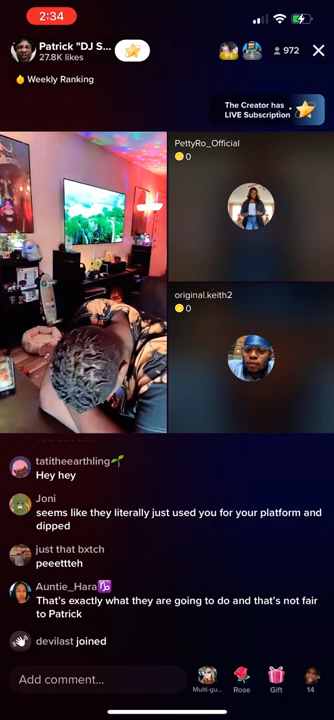 2:34
Patrick "DJ S...
27.8K likes
972
Weekly Ranking
The Creator has
LIVE Subscription
PettyRo_Official
0
original.keith2
0
tatitheearthling🌱
Hey hey
Joni
seems like they literally just used you for your platform and
dipped
just that bxtch
peeettteh
Auntie_Hara♑
That's exactly what they are going to do and that's not fair
to Patrick
devilast joined
Add comment...
Multi-gu...
Rose
Gift
14